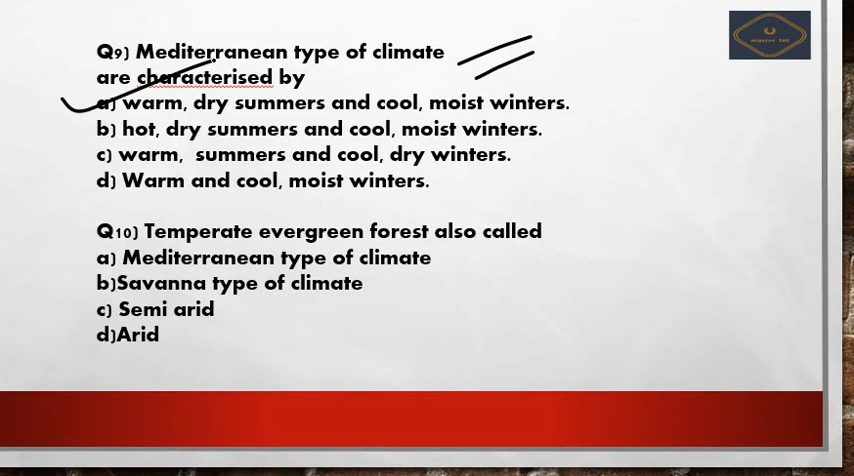 Q9) Mediterranean type of climate
are characterised by
a) warm, dry summers and cool, moist winters.
b) hot, dry summers and cool, moist winters.
c) warm,  summers and cool, dry winters.
d) Warm and cool, moist winters.
Q10) Temperate evergreen forest also called
a) Mediterranean type of climate
b)Savanna type of climate
c) Semi arid
d)Arid